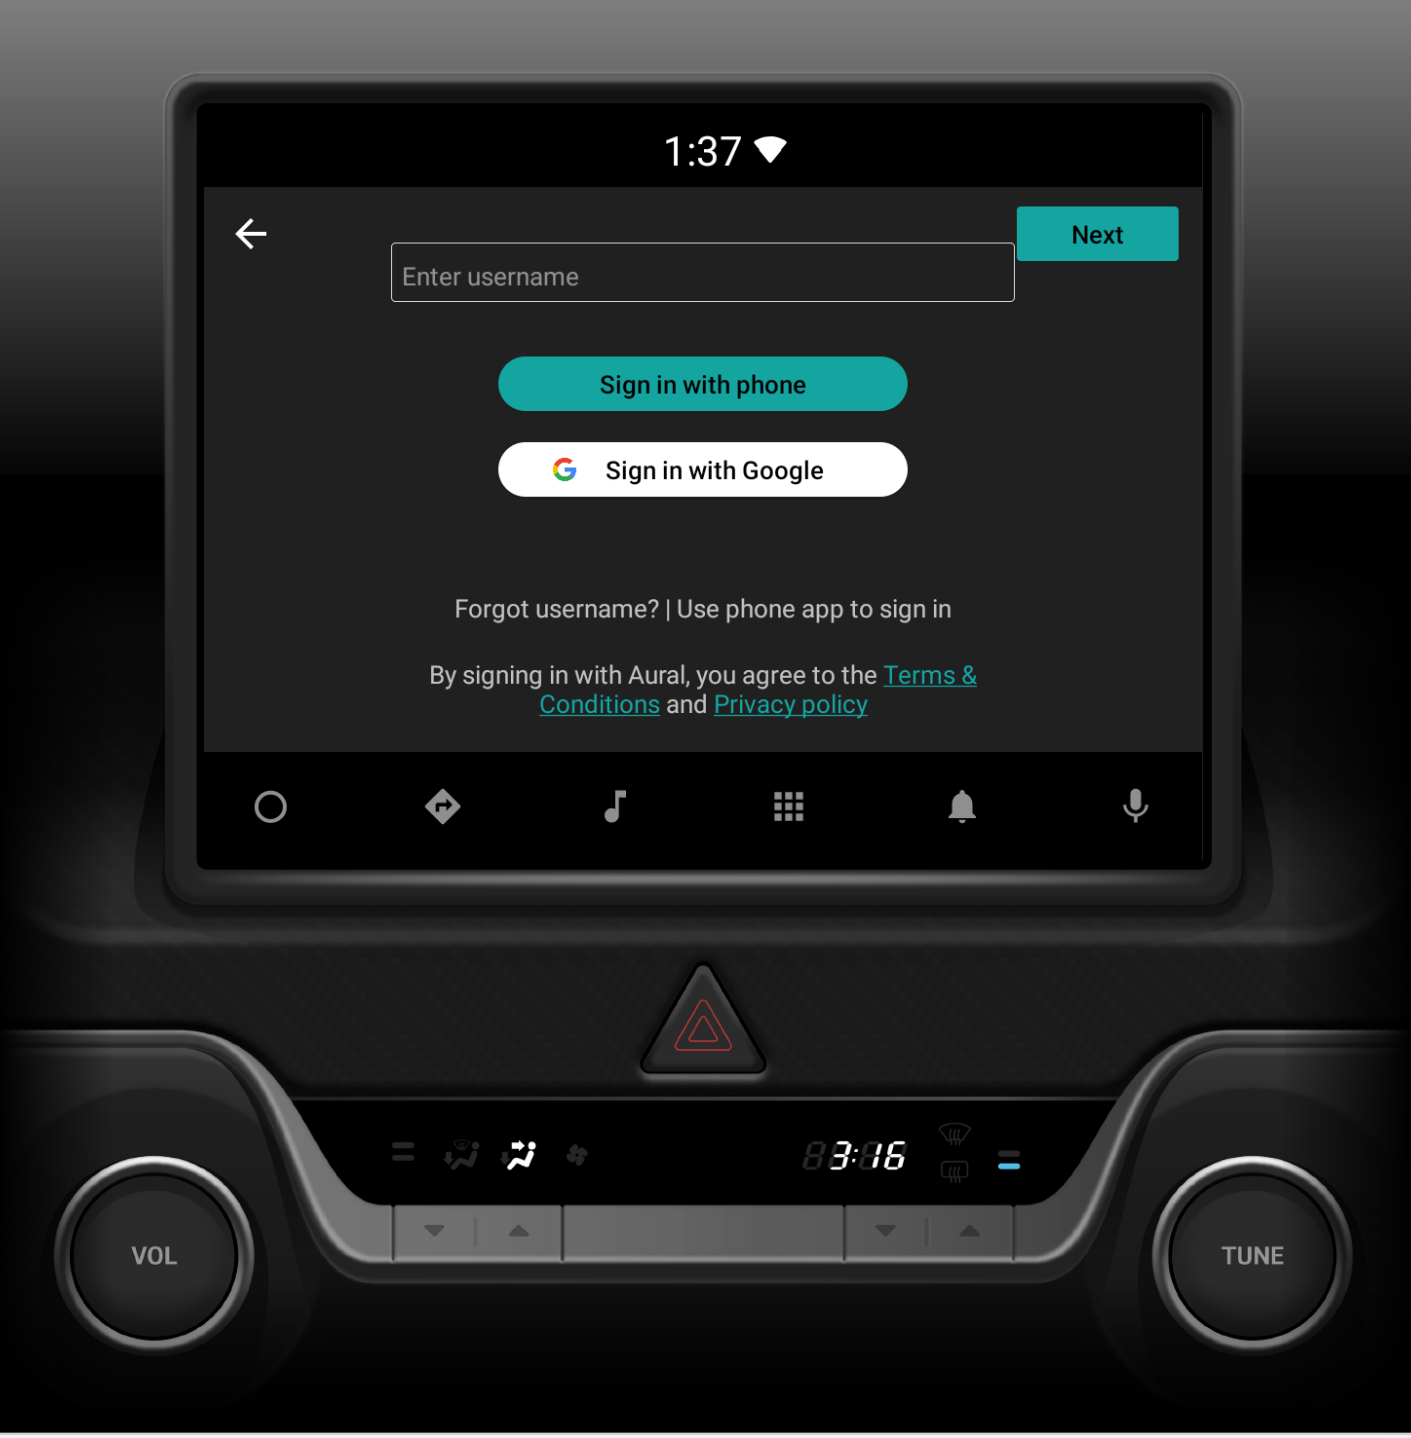 1:37
Next
Enter username
Sign in with phone
Sign in with Google
Forgot username? | Use phone app to sign in
By signing in with Aural, you agree to the Terms &
Conditions and Privacy policy
3:16
VOL
TUNE